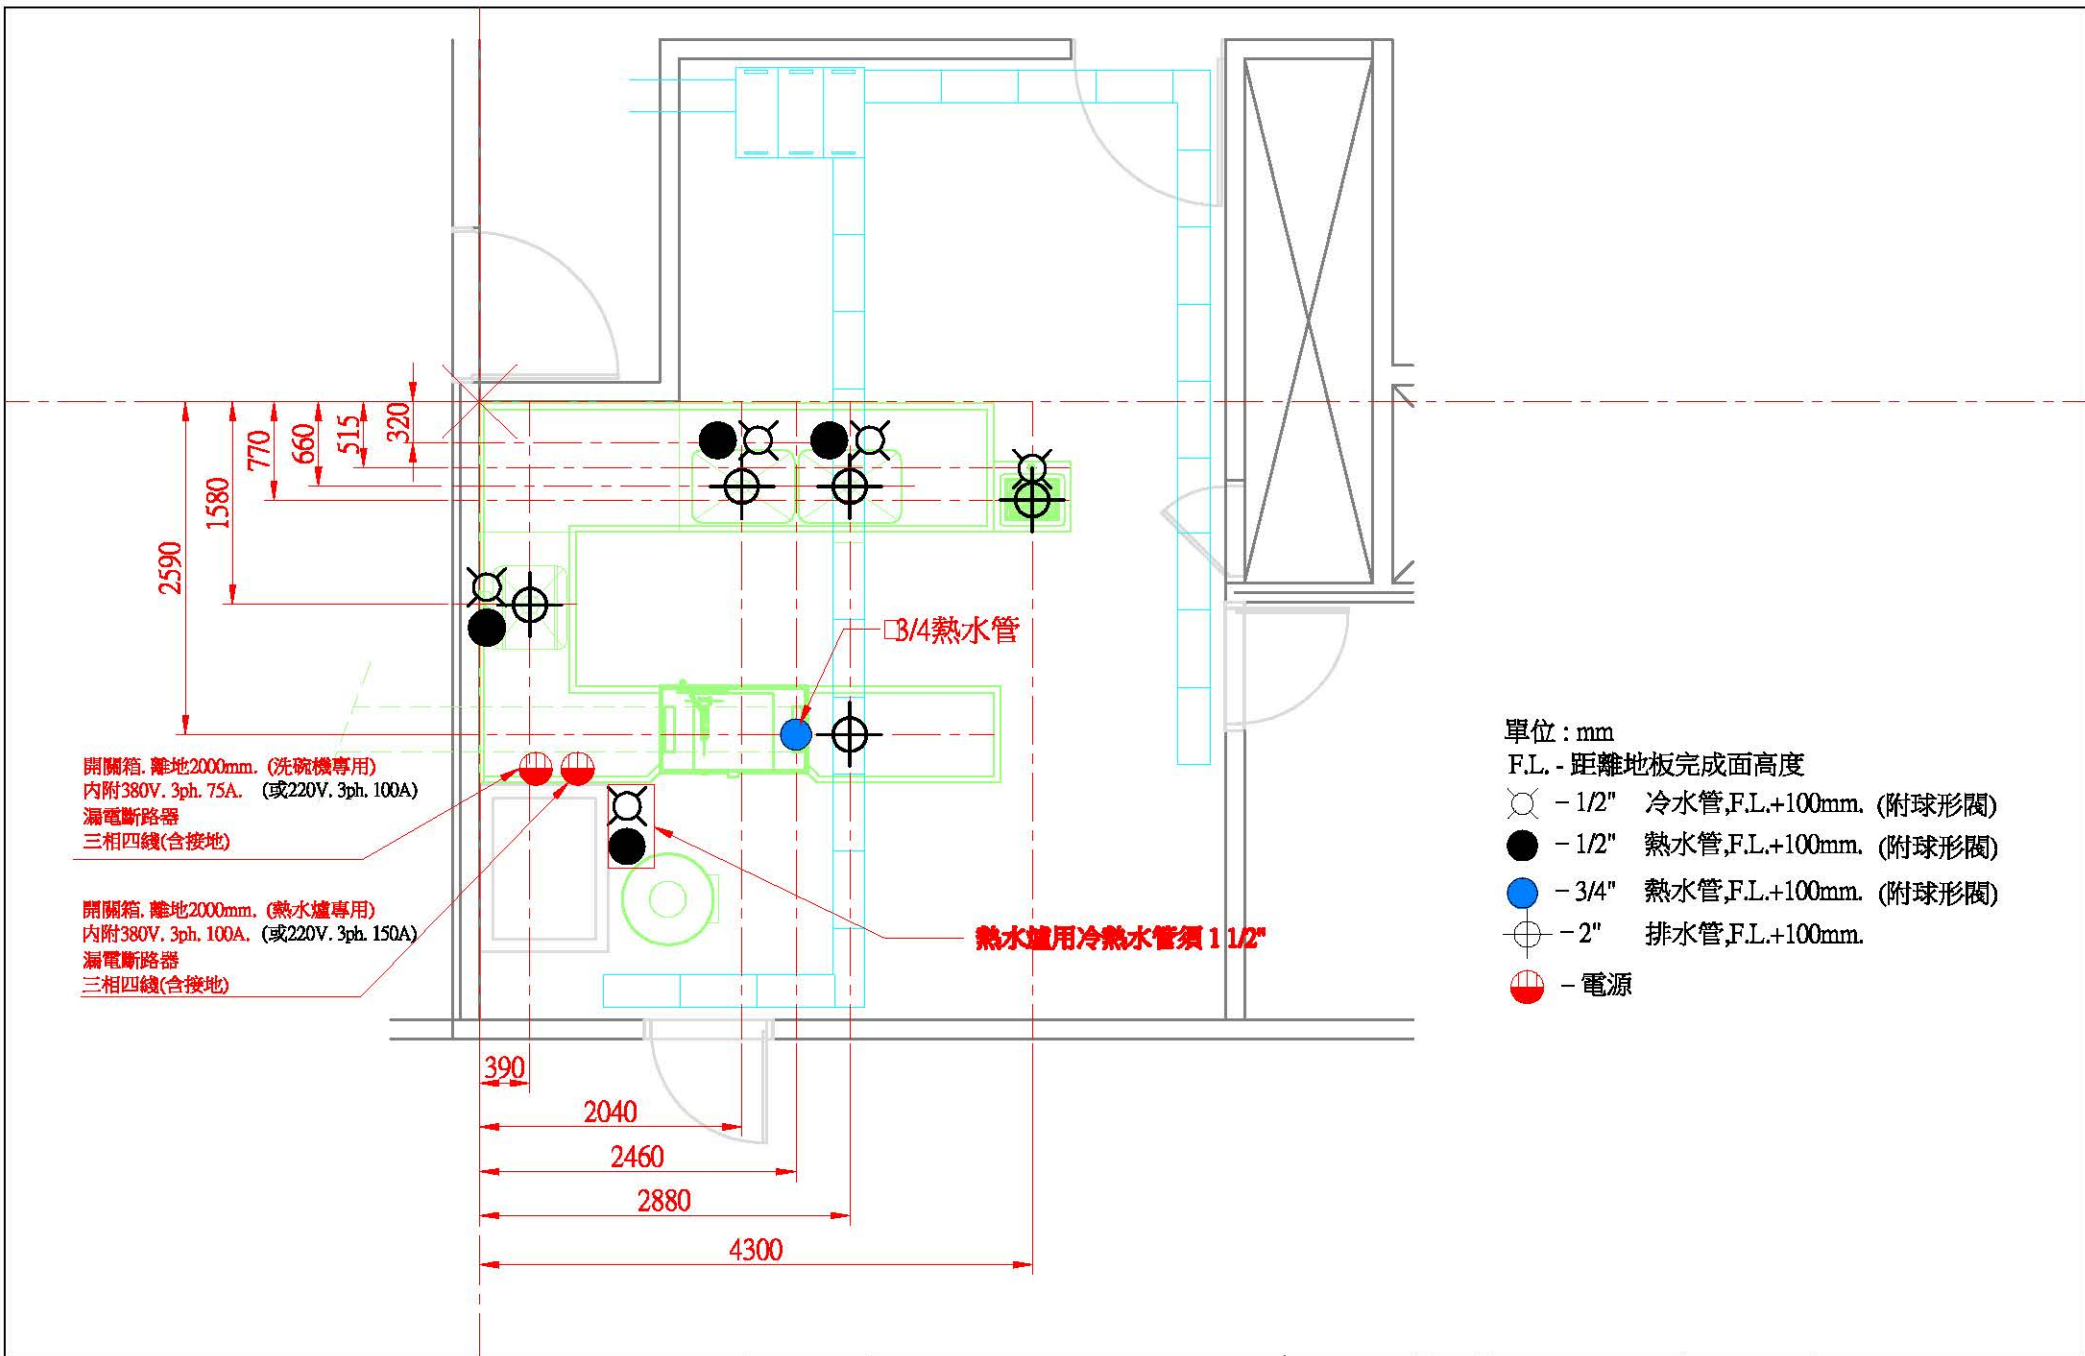 320
515
660
770
1580
2590
□3/4熱水管
開關箱. 離地2000mm. (洗碗機專用)
內附380V. 3ph. 75A. (或220V. 3ph. 100A)
漏電斷路器
三相四綫(含接地)
開關箱. 離地2000mm. (熱水爐專用)
內附380V. 3ph. 100A. (或220V. 3ph. 150A)
漏電斷路器
三相四綫(含接地)
熱水爐用冷熱水管須 1 1/2"
390
2040
2460
2880
4300
單位 : mm
F.L. - 距離地板完成面高度
- 1/2" 冷水管,F.L.+100mm. (附球形閥)
- 1/2" 熱水管,F.L.+100mm. (附球形閥)
- 3/4" 熱水管,F.L.+100mm. (附球形閥)
- 2" 排水管,F.L.+100mm.
- 電源